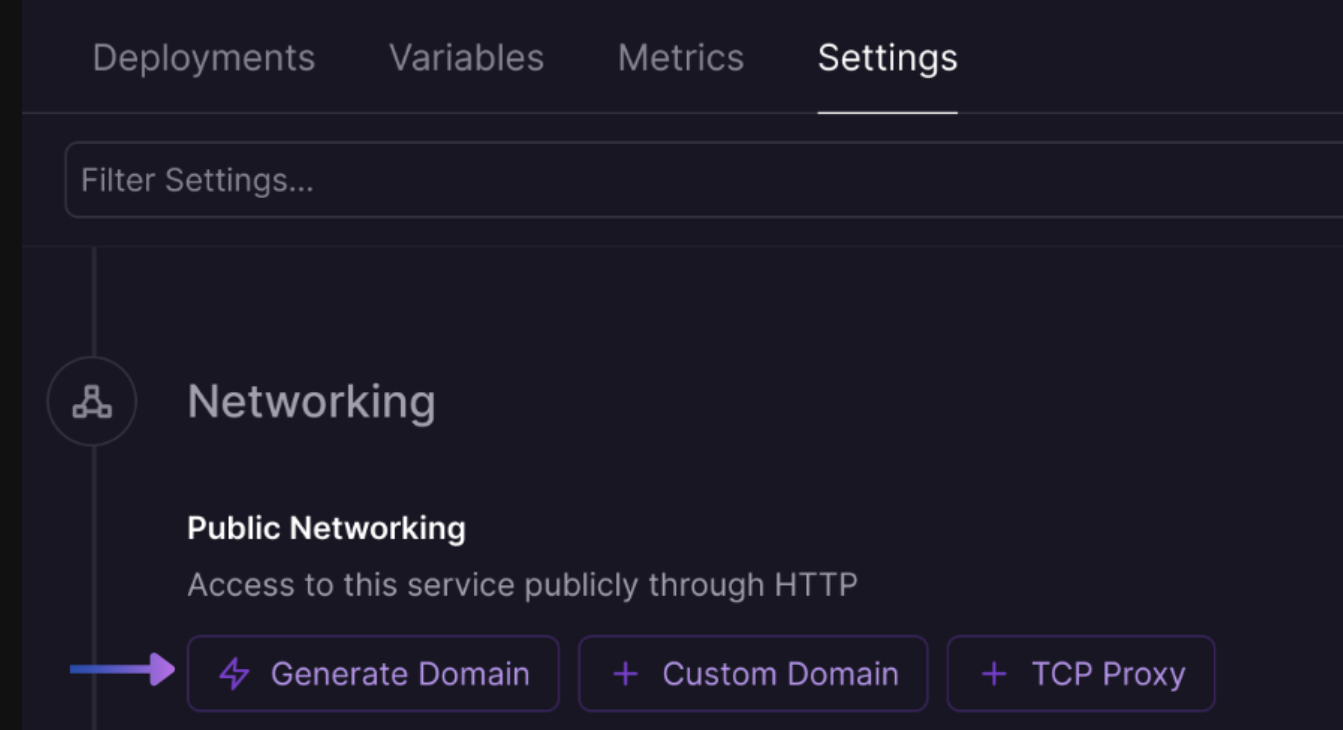 Deployments Variables Metrics Settings
Filter Settings...
Networking
Public Networking
Access to this service publicly through HTTP
Generate Domain + Custom Domain + TCP Proxy